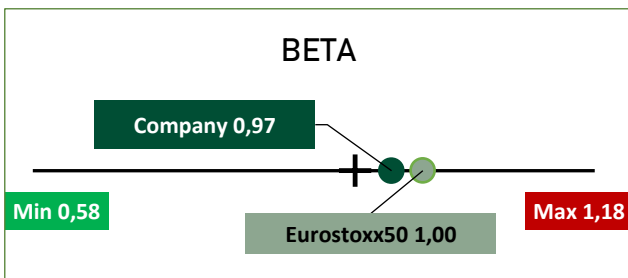 BETA
Company 0,97
Min 0,58
Max 1,18
Eurostoxx50 1,00